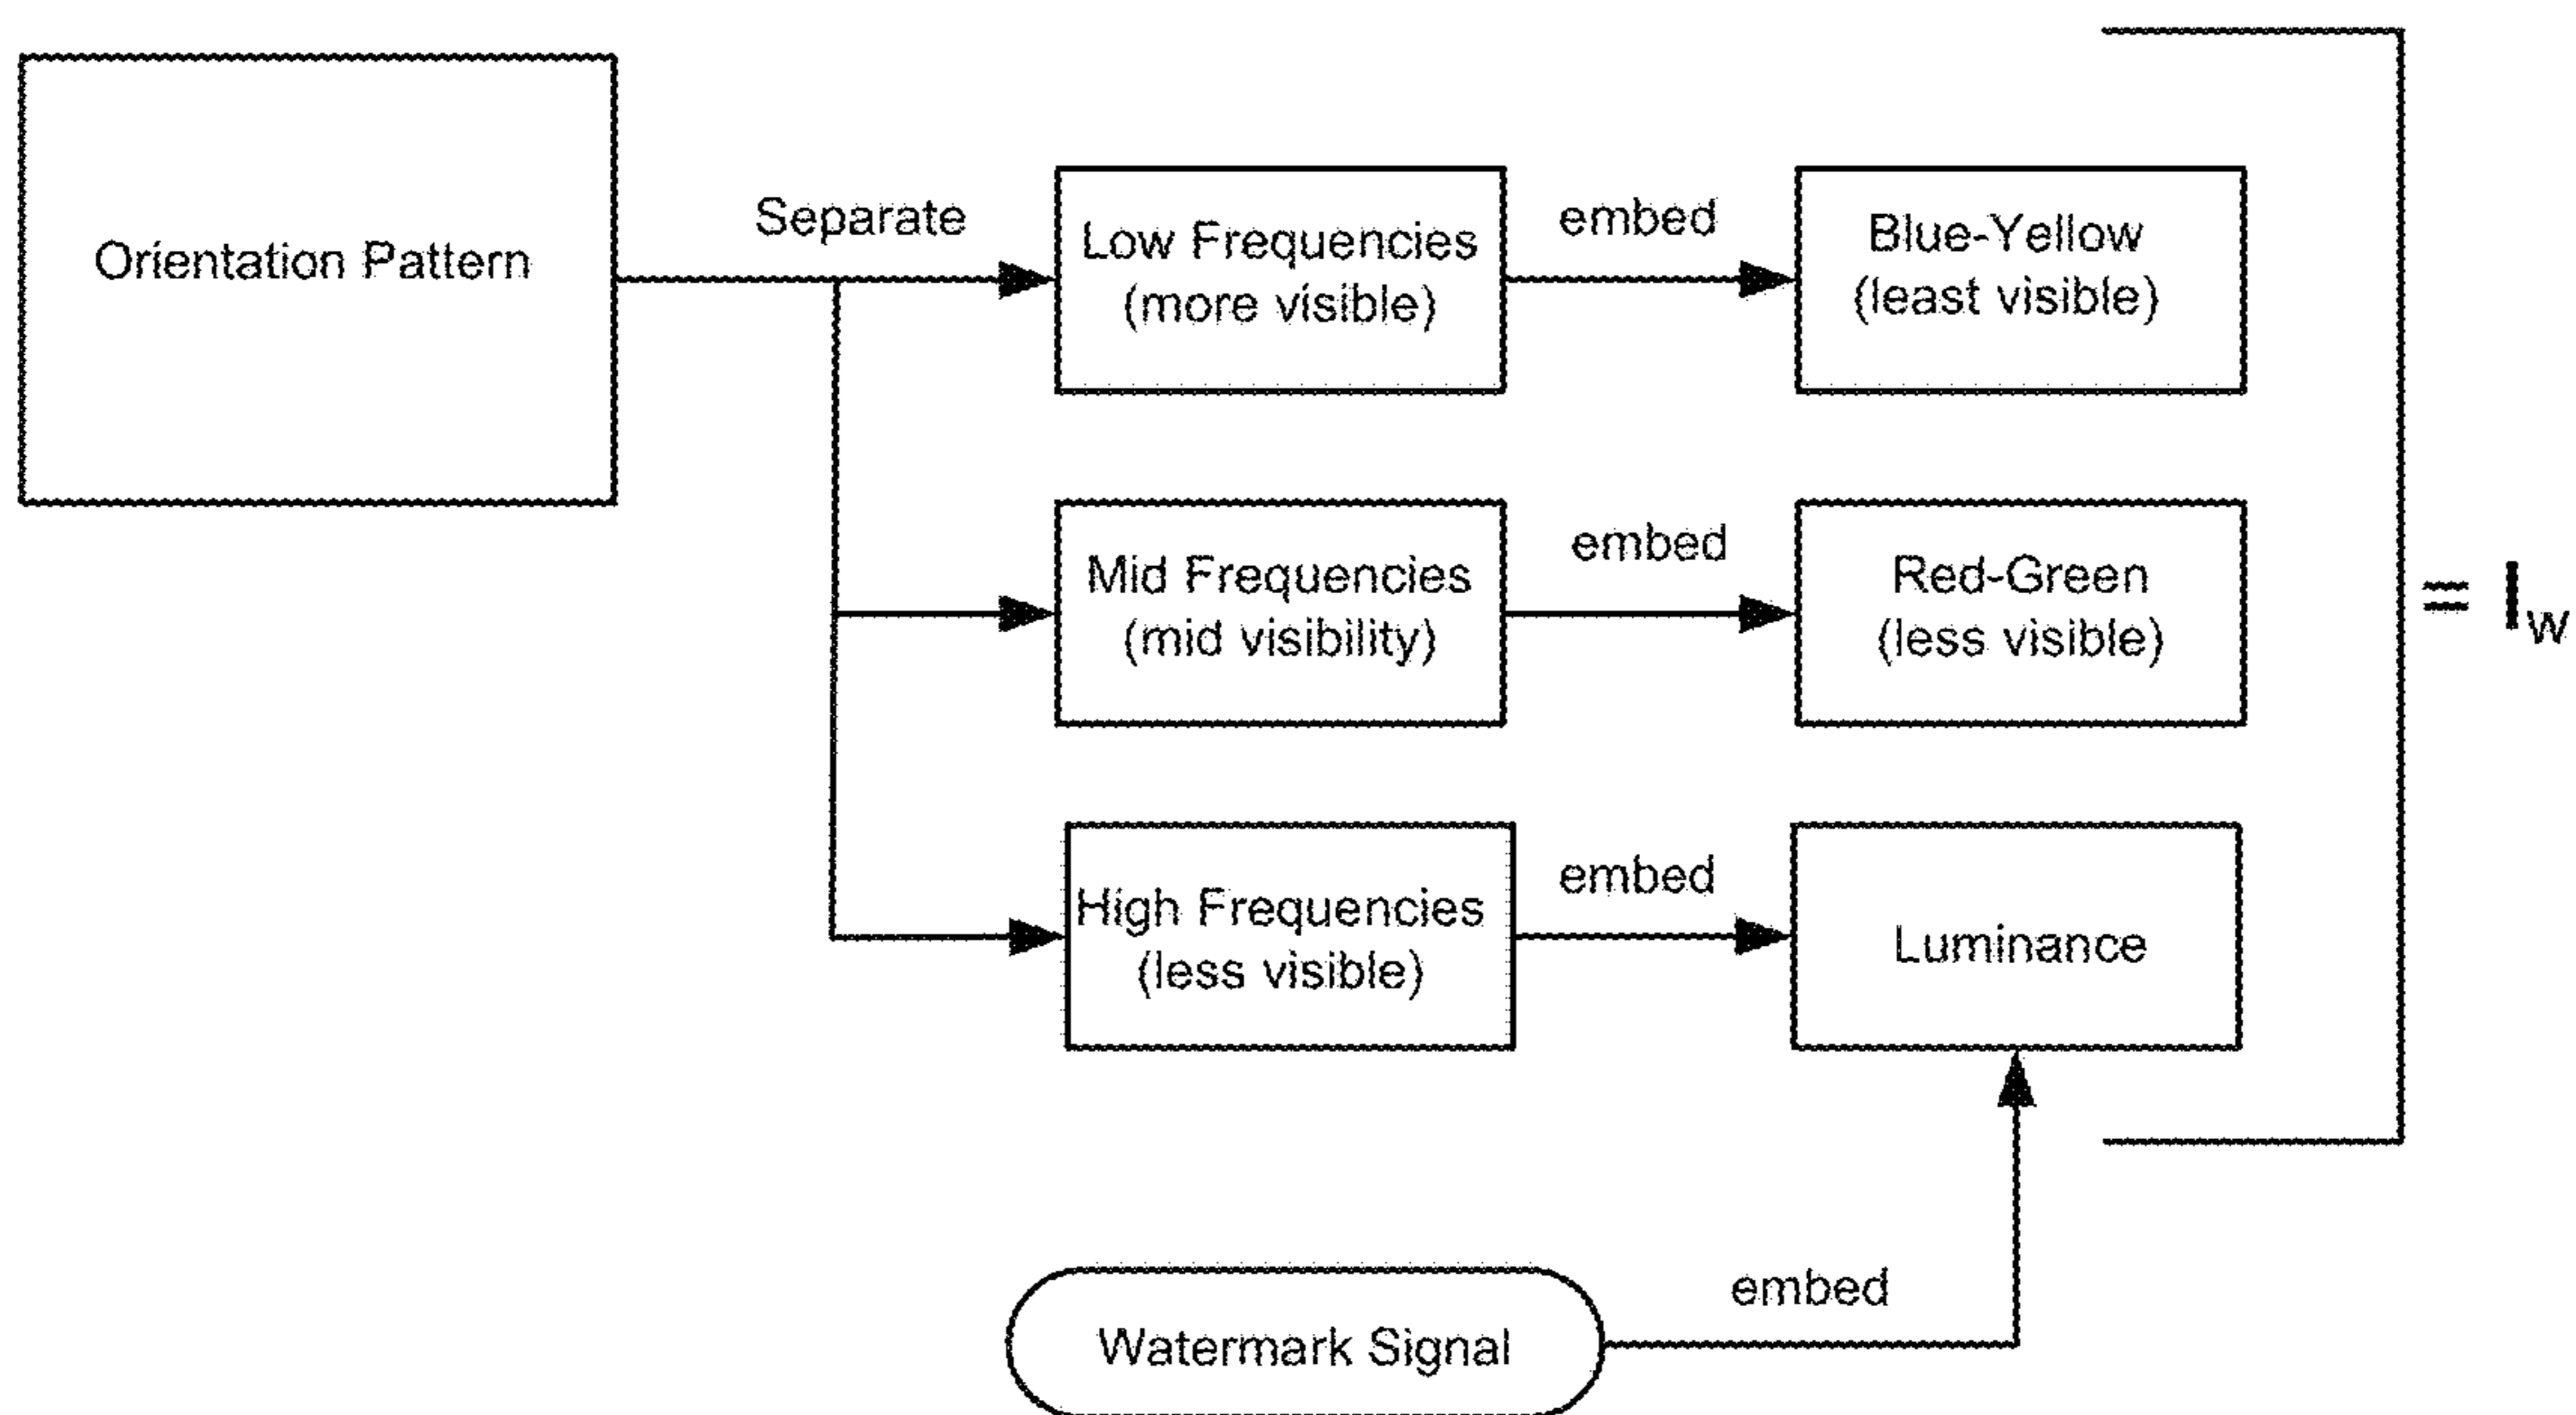 Orientation Pattern
Separate
Low Frequencies
(more visible)
embed
Blue-Yellow
(least visible)
Mid Frequencies
(mid visibility)
embed
Red-Green
(less visible)
= I_w
High Frequencies
(less visible)
embed
Luminance
Watermark Signal
embed